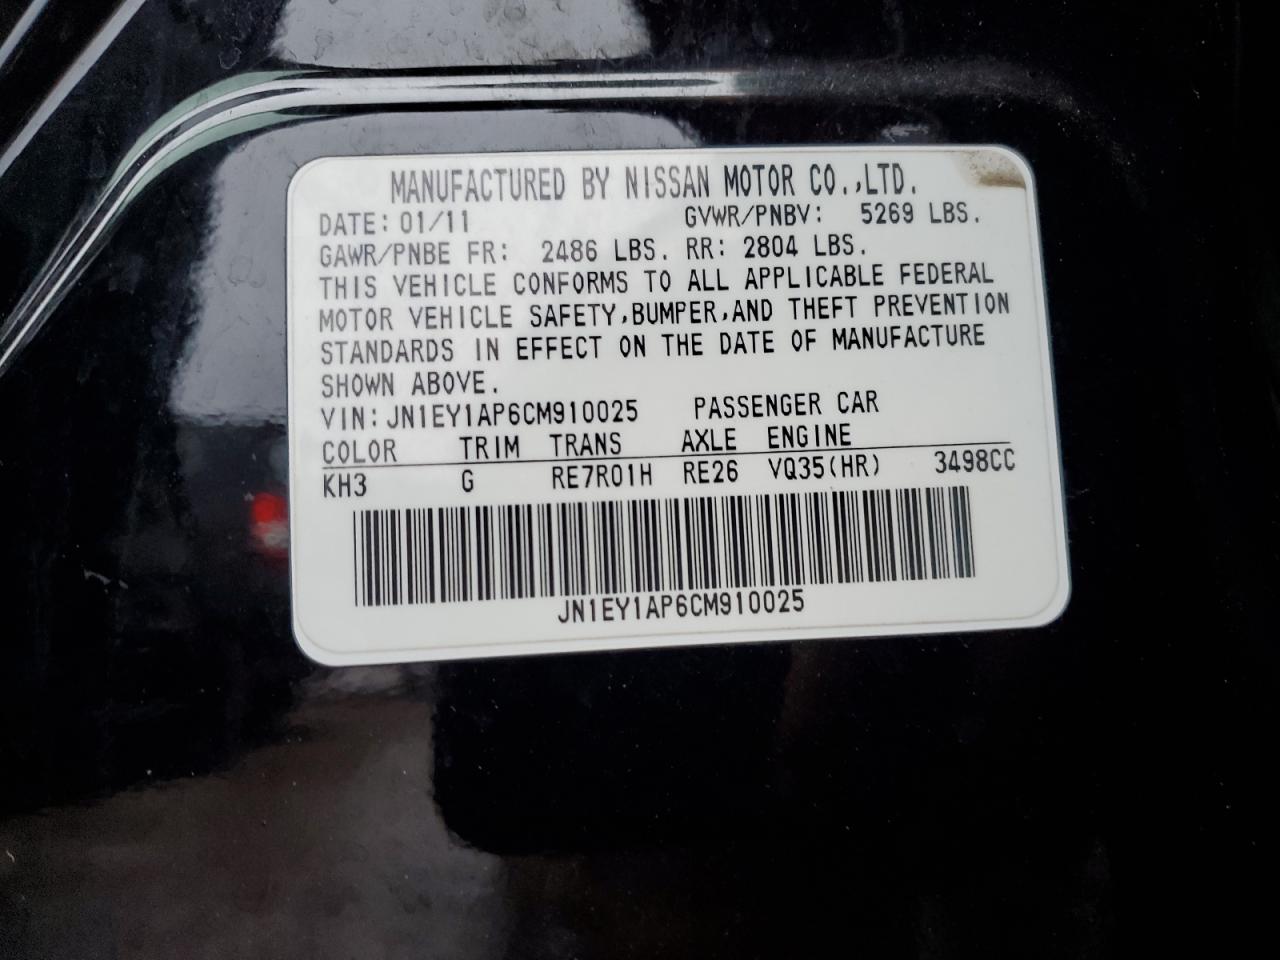 MANUFACTURED BY NISSAN MOTOR CO.,LTD.
DATE: 01/11 GVWR/PNBV: 5269 LBS.
GAWR/PNBE FR: 2486 LBS. RR: 2804 LBS.
THIS VEHICLE CONFORMS TO ALL APPLICABLE FEDERAL
MOTOR VEHICLE SAFETY,BUMPER,AND THEFT PREVENTION
STANDARDS IN EFFECT ON THE DATE OF MANUFACTURE
SHOWN ABOVE.
VIN: JN1EY1AP6CM910025 PASSENGER CAR
COLOR TRIM TRANS AXLE ENGINE
KH3 G RE7R01H RE26 VQ35(HR) 3498CC
JN1EY1AP6CM910025